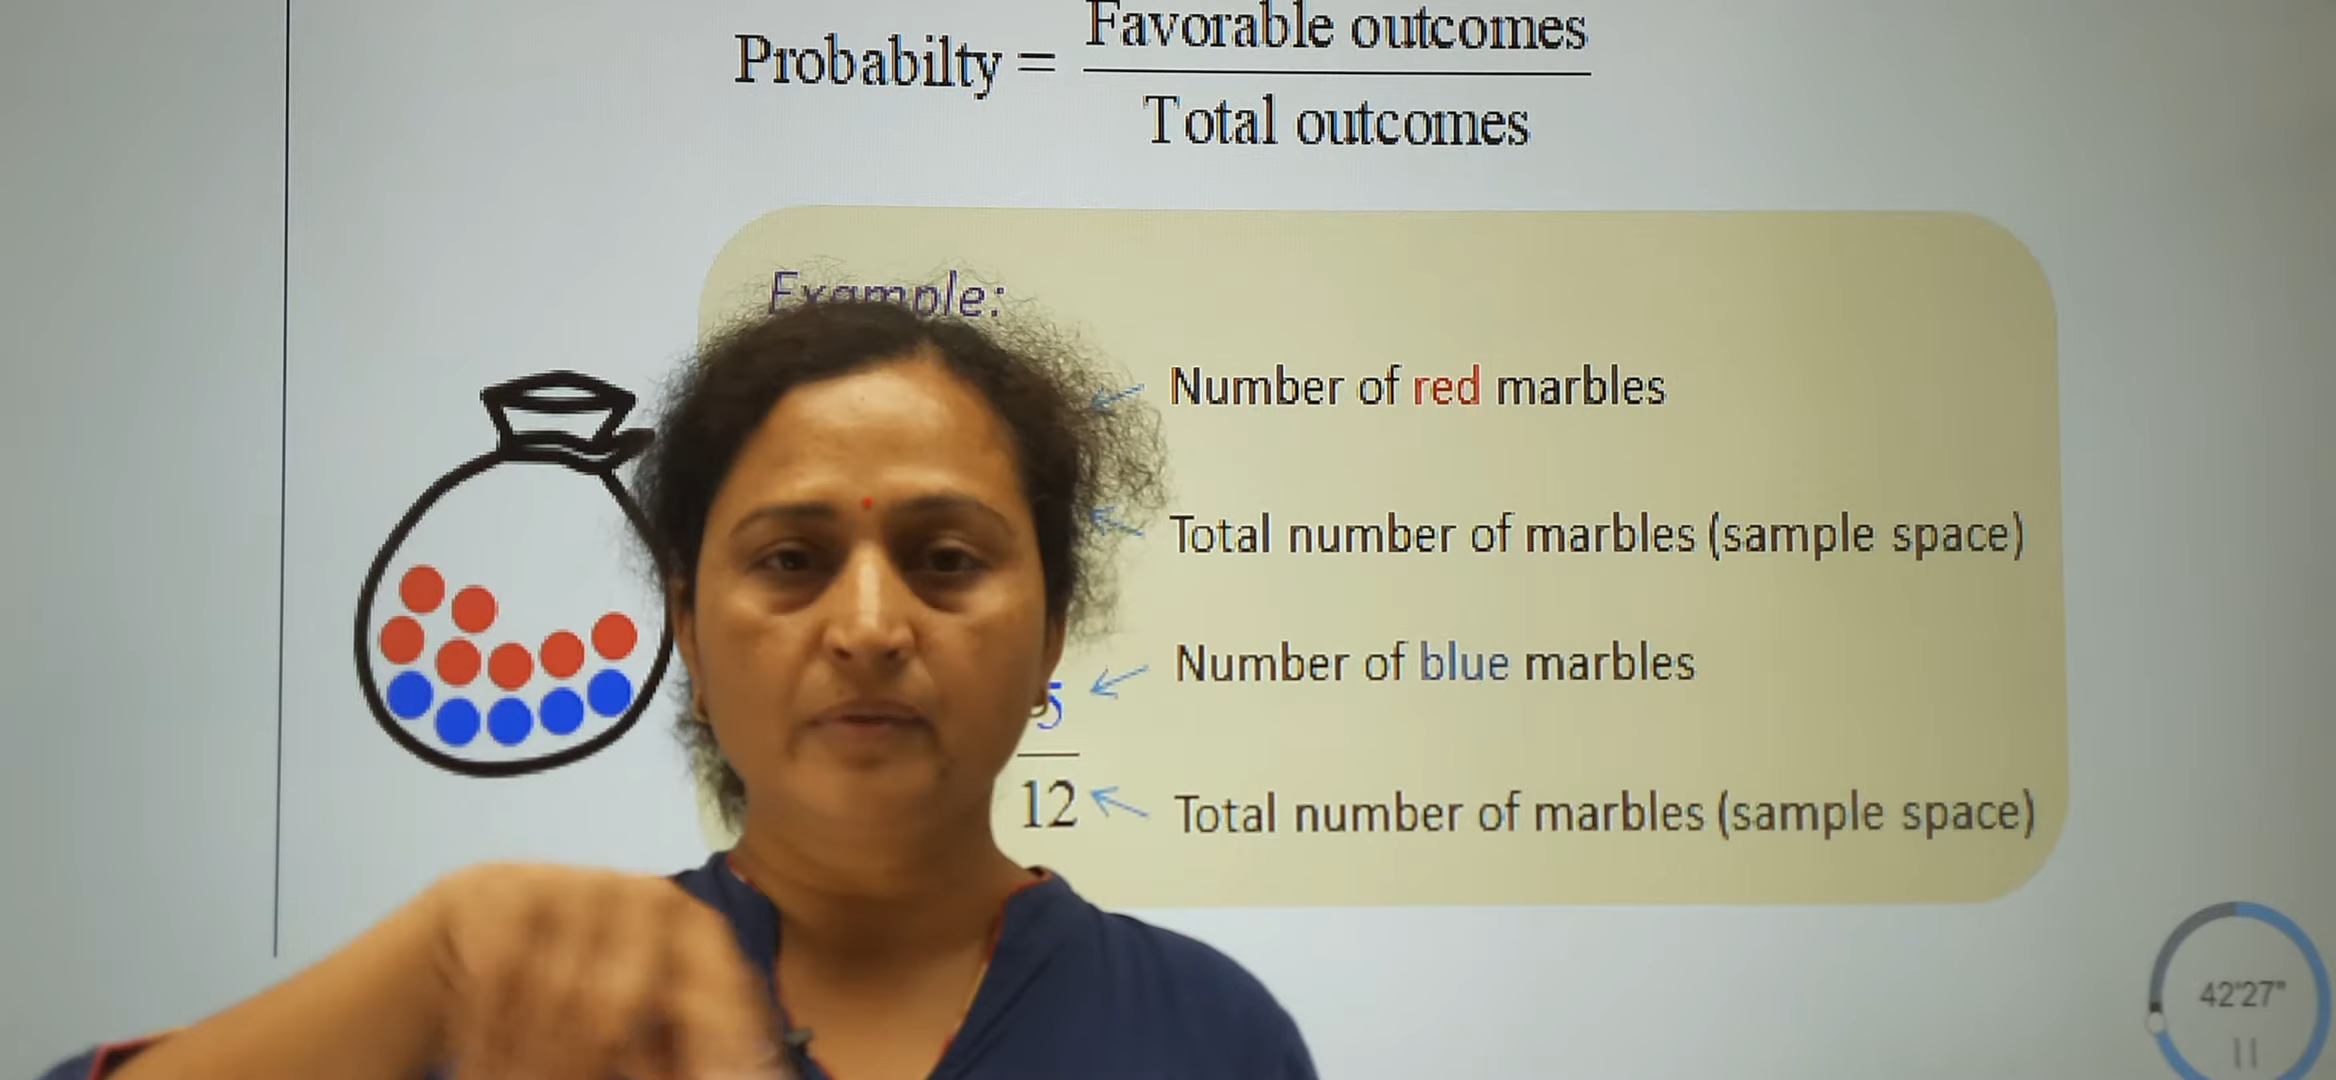 Probabilty = Favorable outcomes
Total outcomes
Example:
Number of red marbles
Total number of marbles (sample space)
5
Number of blue marbles
12
Total number of marbles (sample space)
42'27"